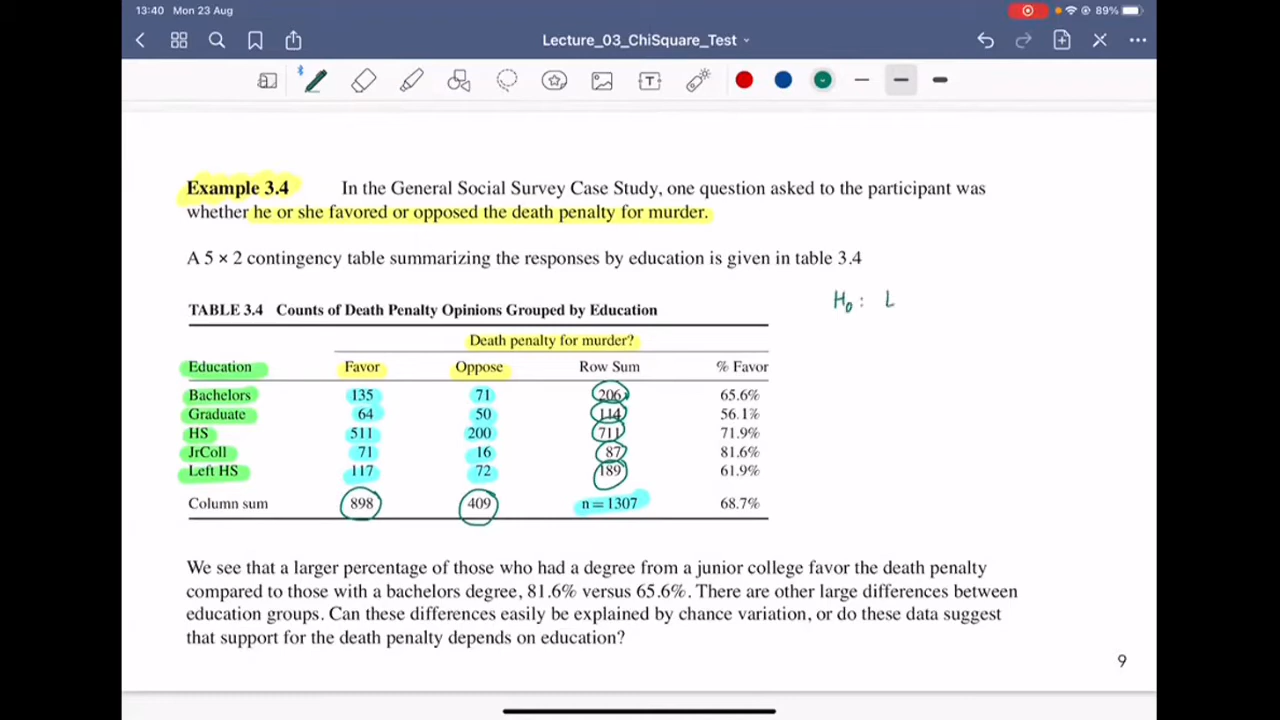 13:40 Mon 23 Aug
89%
Lecture_03_ChiSquare_Test
T
Example 3.4 In the General Social Survey Case Study, one question asked to the participant was
whether he or she favored or opposed the death penalty for murder.
A 5 × 2 contingency table summarizing the responses by education is given in table 3.4
H0: L
TABLE 3.4 Counts of Death Penalty Opinions Grouped by Education
Death penalty for murder?
Education Favor Oppose Row Sum % Favor
Bachelors 135 71 206 65.6%
Graduate 64 50 114 56.1%
HS 511 200 711 71.9%
JrColl 71 16 87 81.6%
Left HS 117 72 189 61.9%
Column sum 898 409 n = 1307 68.7%
We see that a larger percentage of those who had a degree from a junior college favor the death penalty
compared to those with a bachelors degree, 81.6% versus 65.6%. There are other large differences between
education groups. Can these differences easily be explained by chance variation, or do these data suggest
that support for the death penalty depends on education?
9